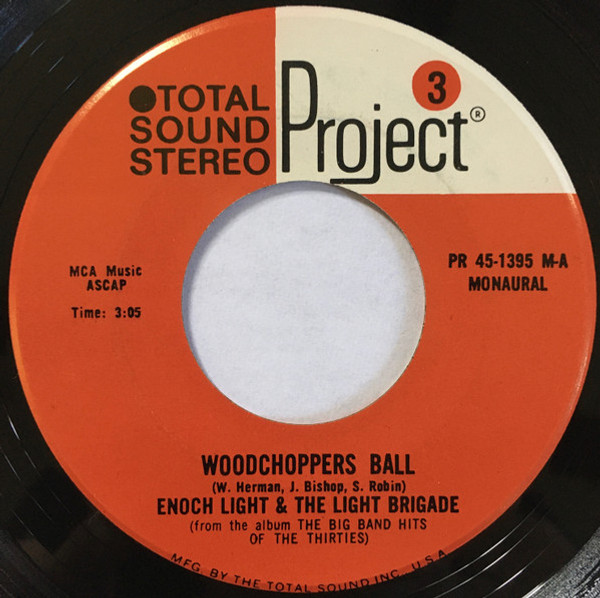 TOTAL
SOUND
STEREO
Project®
3
MCA Music
ASCAP
Time: 3:05
PR 45-1395 M-A
MONAURAL
WOODCHOPPERS BALL
(W. Herman, J. Bishop, S. Robin)
ENOCH LIGHT & THE LIGHT BRIGADE
(from the album THE BIG BAND HITS
OF THE THIRTIES)
MFG. BY THE TOTAL SOUND INC., U.S.A.